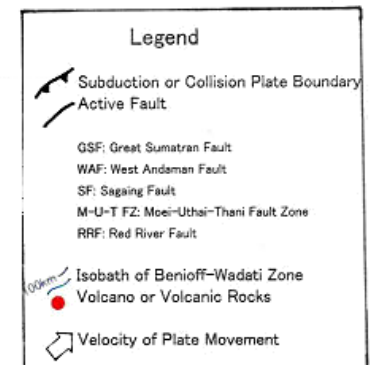 Legend
Subduction or Collision Plate Boundary
Active Fault
GSF: Great Sumatran Fault
WAF: West Andaman Fault
SF: Sagaing Fault
M-U-T FZ: Moei-Uthai-Thani Fault Zone
RRF: Red River Fault
00km
Isobath of Benioff-Wadati Zone
Volcano or Volcanic Rocks
Velocity of Plate Movement